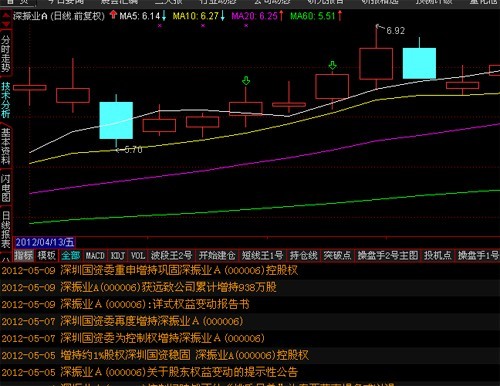 深振业A (日线.前复权) MA5: 6.14↓ MA10: 6.27↓ MA20: 6.25↑ MA60: 5.51↑
6.92
分时走势
技术分析
基本资料
闪电图
日线报表
5.70
2012/04/13/五
指标 模板 全部 MACD KDJ VOL 波段王2号 开始建仓 短线王1号 持仓线 突破点 操盘手2号主图 投机点 操盘手1号
2012-05-09 深圳国资委重申增持巩固深振业A (000006)控股权
2012-05-09 深振业A(000006)获远致公司累计增持938万股
2012-05-09 深振业A (000006):详式权益变动报告书
2012-05-07 深圳国资委再度增持深振业A (000006)
2012-05-07 深圳国资委为控制权增持深振业A (000006)
2012-05-05 增持约1%股权深圳国资稳固 深振业A(000006)控股权
2012-05-05 深振业A (000006)关于股东权益变动的提示性公告